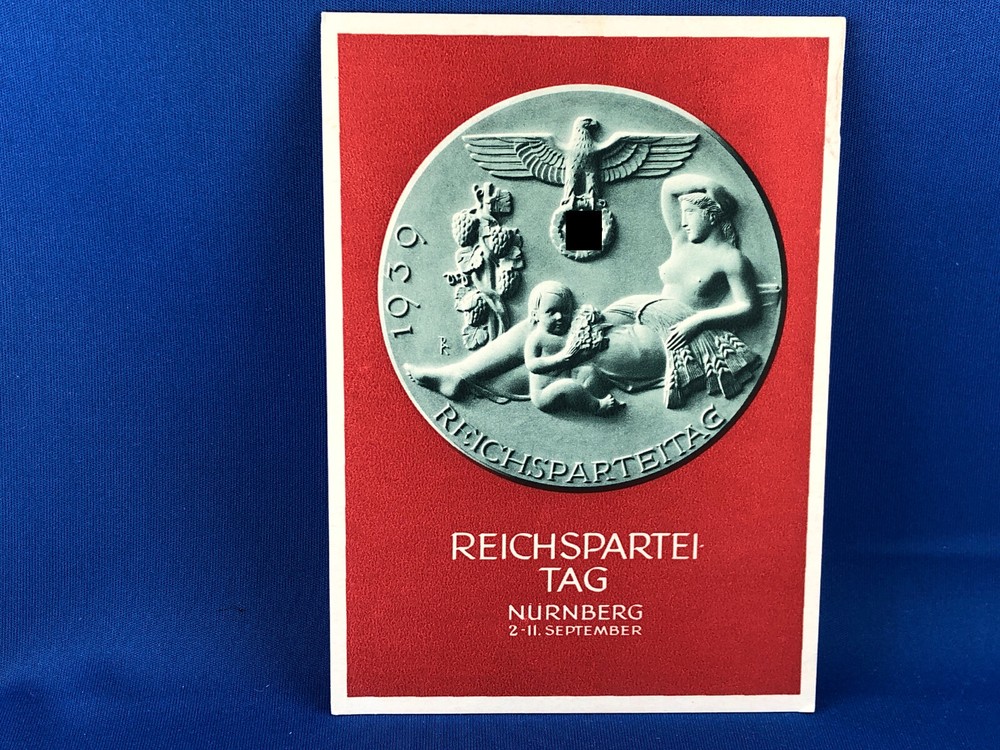 1939
REICHSPARTEITAG
REICHSPARTEI-
TAG
NÜRNBERG
2-11. SEPTEMBER